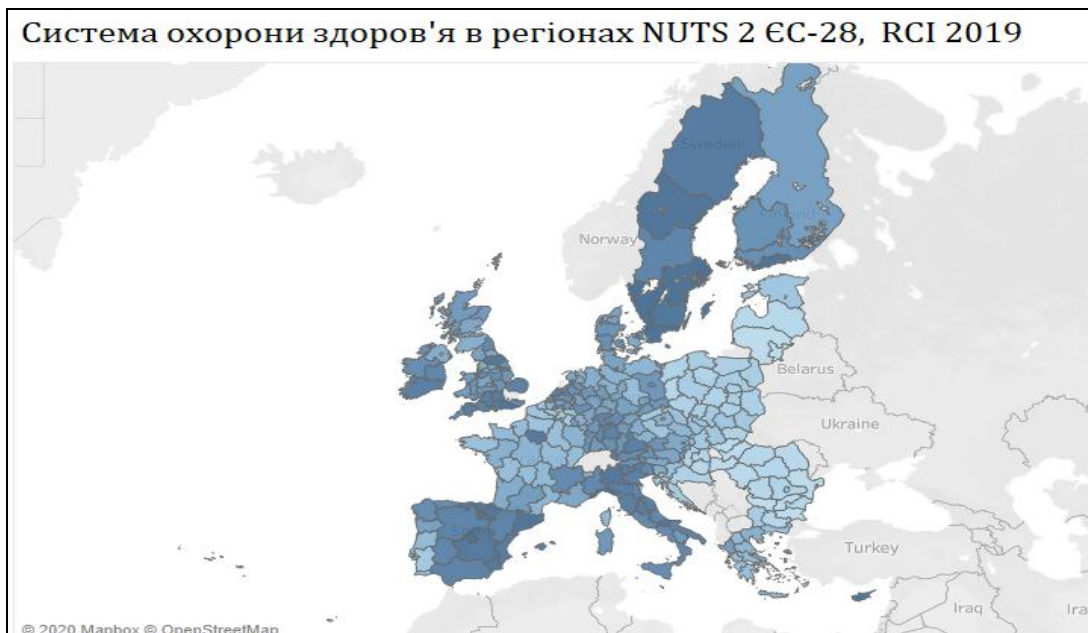 Система охорони здоров'я в регіонах NUTS 2 ЄС-28, RCI 2019
Sweden
Finland
Norway
Belarus
Ukraine
Turkey
Iraq
Ira
© 2020 Mapbox © OpenStreetMap